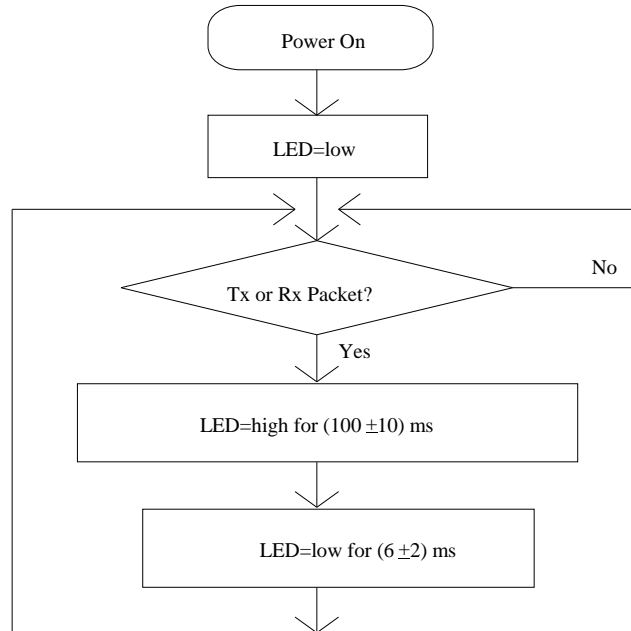 Power On
LED=low
Tx or Rx Packet?
No
Yes
LED=high for (100 ±10) ms
LED=low for (6 ±2) ms